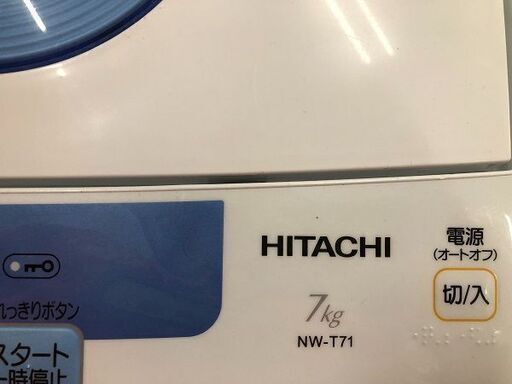 HITACHI
7kg
NW-T71
電源
(オートオフ)
切/入
っきりボタン
スタート
一時停止